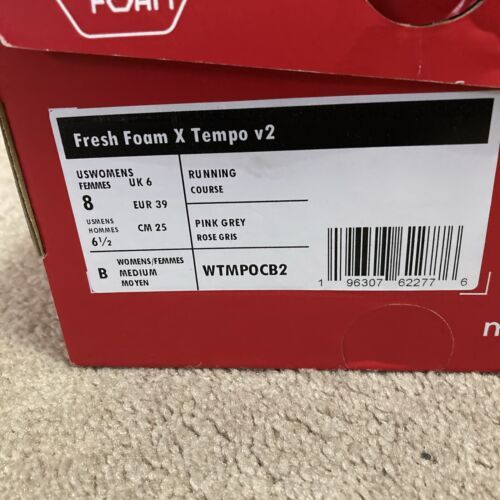 FOAM
Fresh Foam X Tempo v2
USWOMENS
FEMMES
8
UK 6
EUR 39
USMENS
HOMMES
6½
CM 25
B
WOMENS/FEMMES
MEDIUM
MOYEN
RUNNING
COURSE
PINK GREY
ROSE GRIS
WTMPOCB2
1 96307 62277 6
m